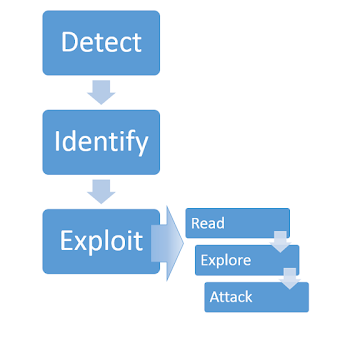 Detect
Identify
Exploit
Read
Explore
Attack